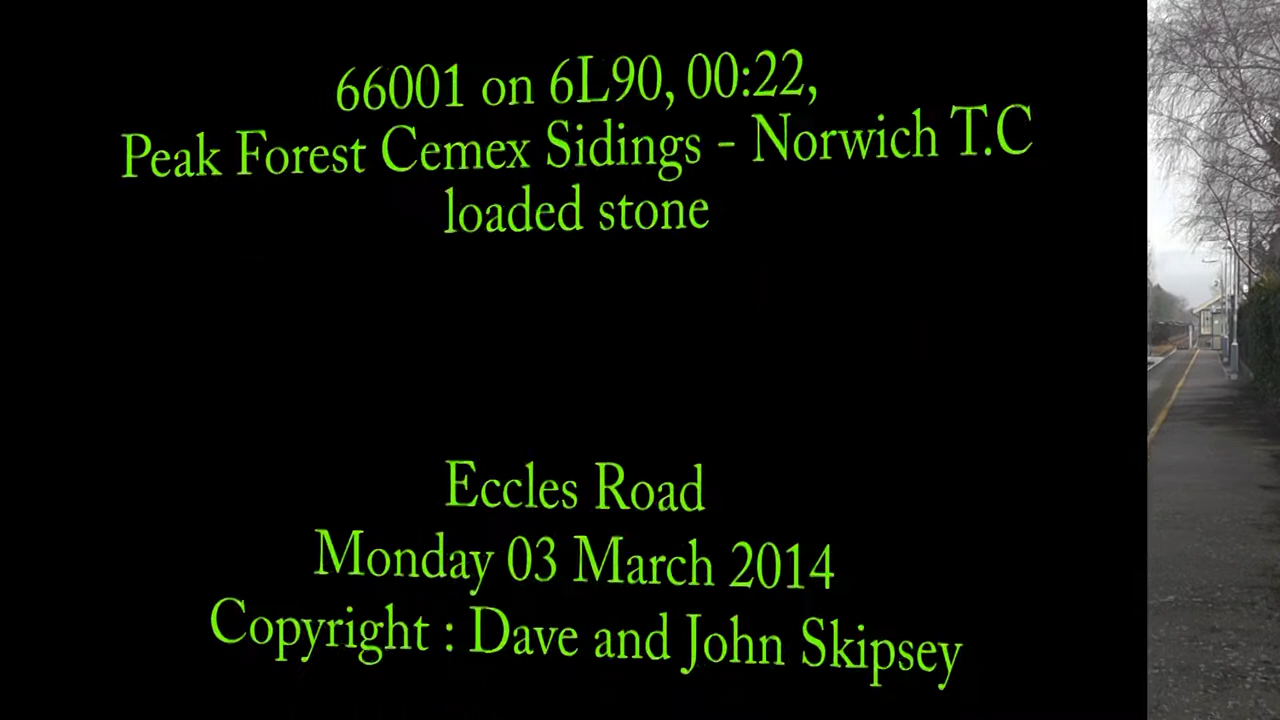 66001 on 6L90, 00:22,
Peak Forest Cemex Sidings - Norwich T.C
loaded stone
Eccles Road
Monday 03 March 2014
Copyright : Dave and John Skipsey